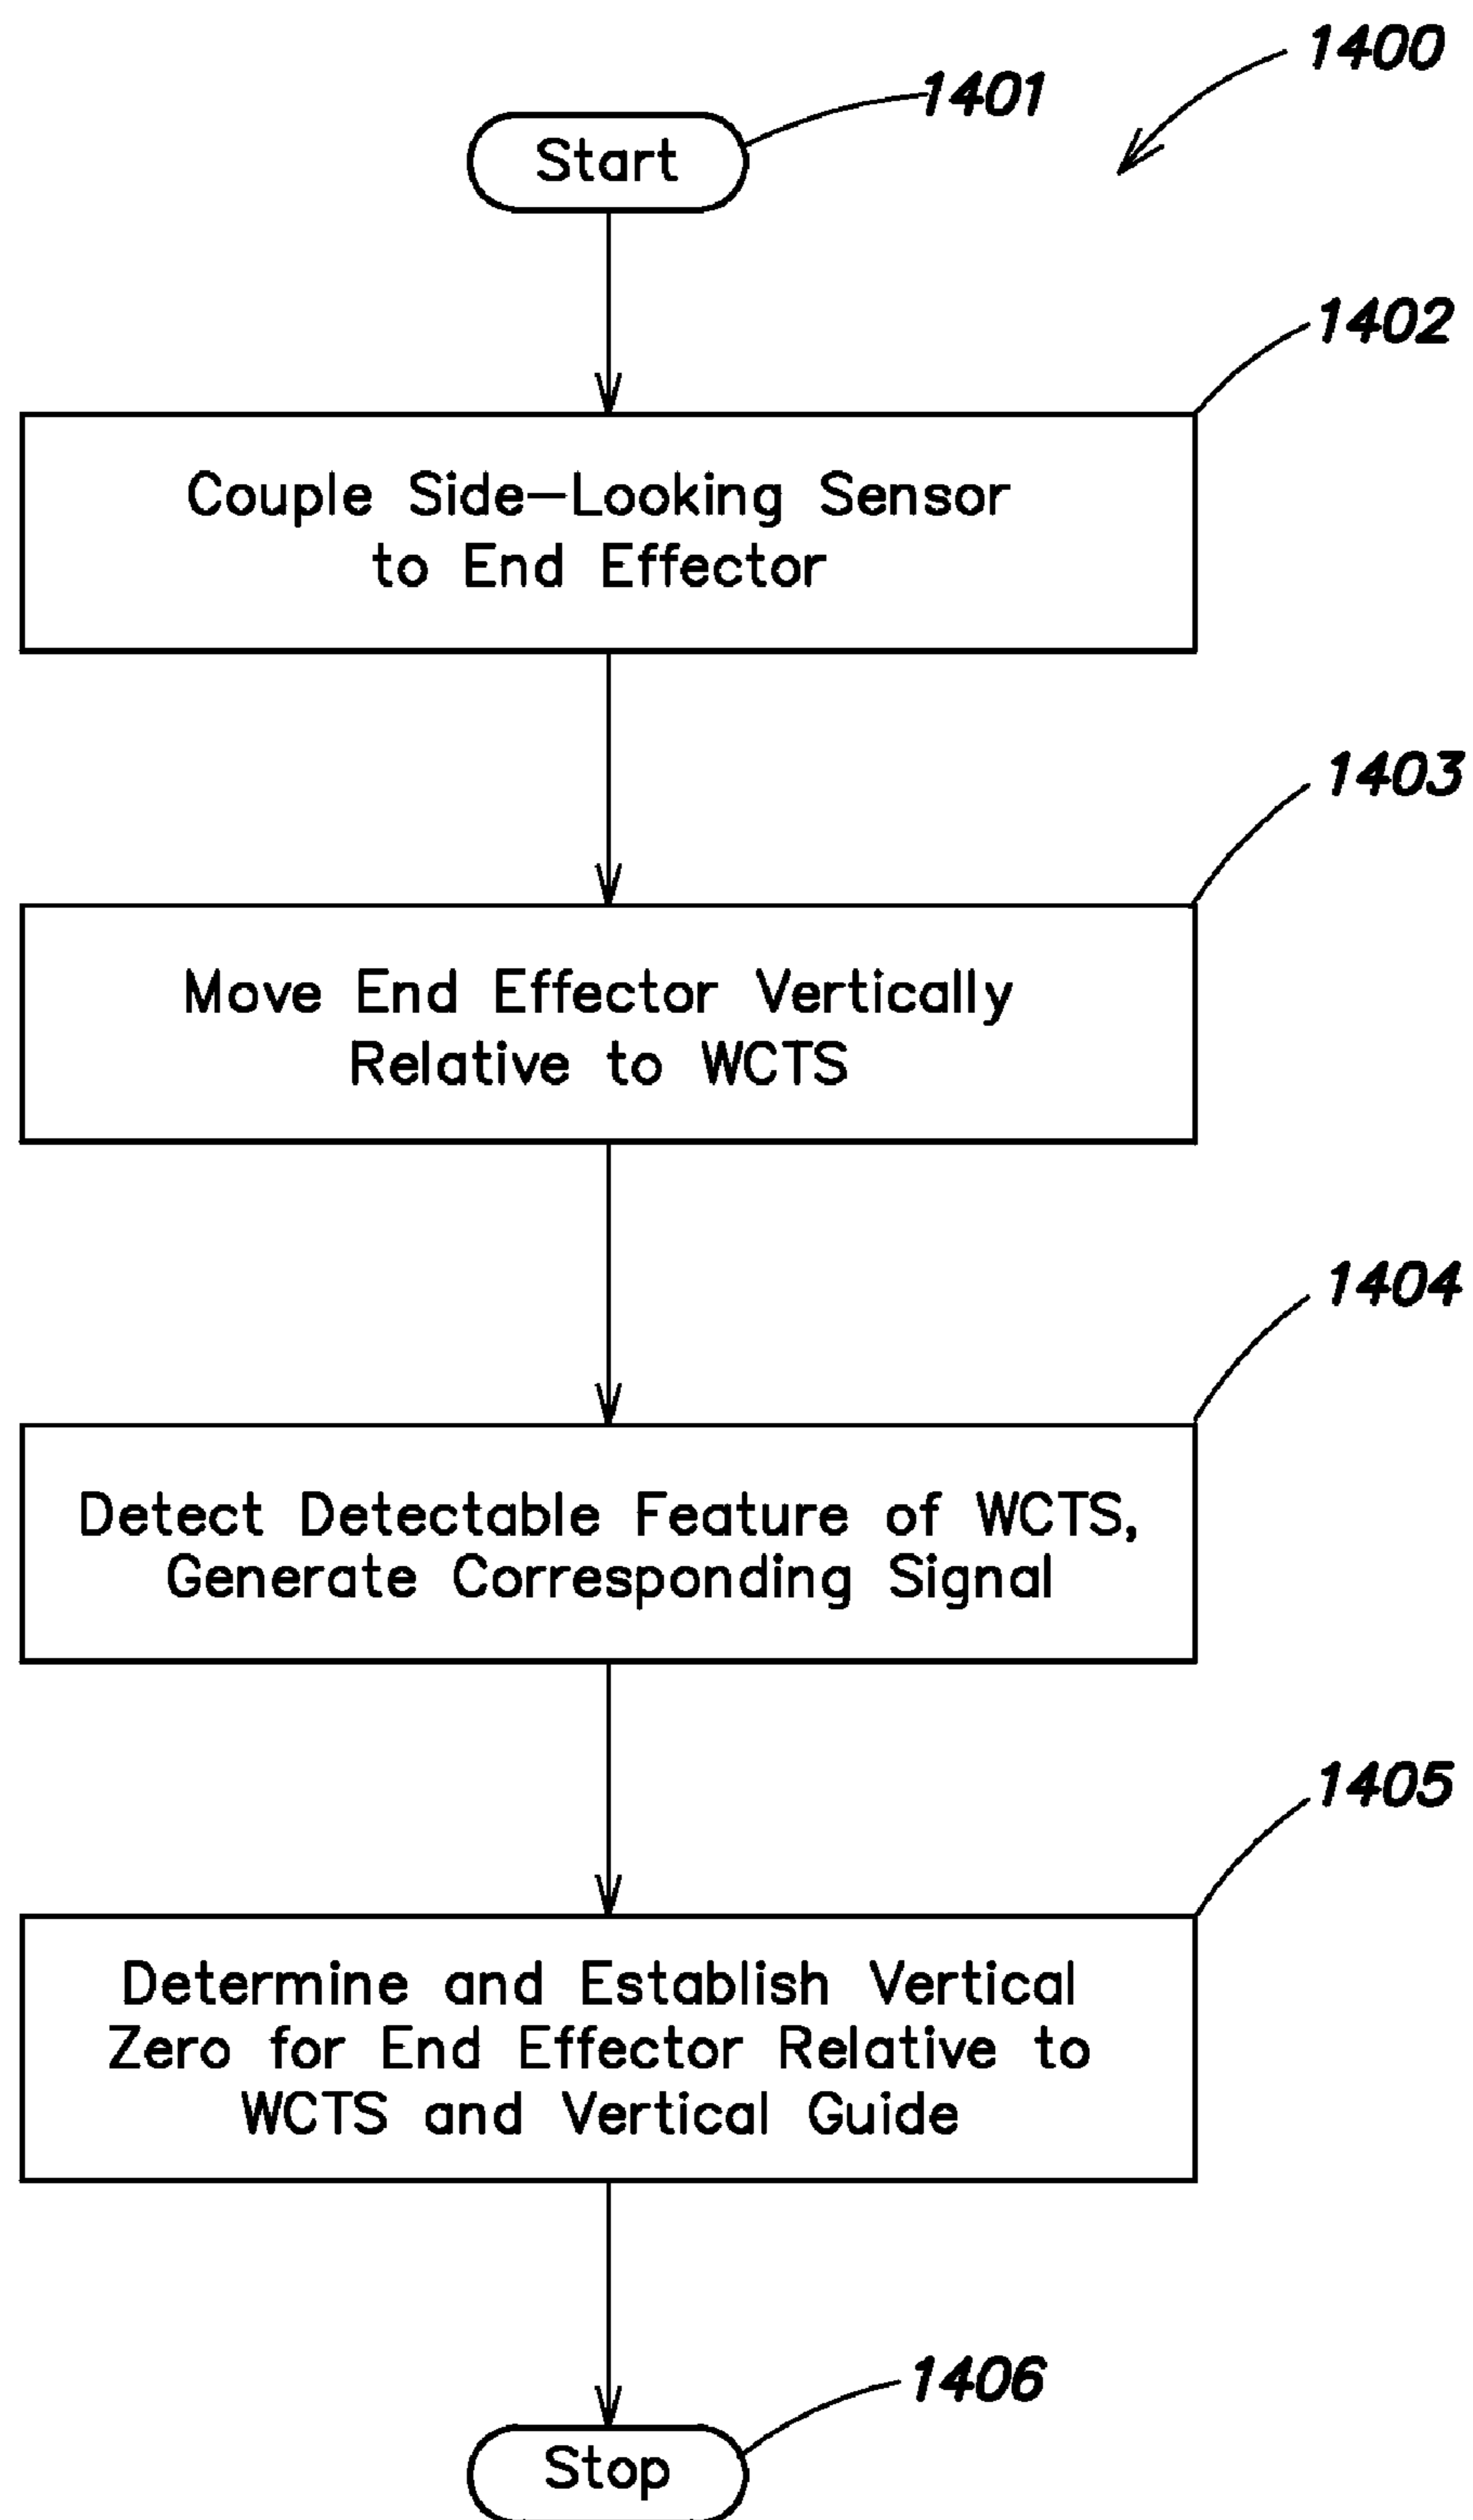 1400
1401
Start
1402
Couple Side-Looking Sensor
to End Effector
1403
Move End Effector Vertically
Relative to WCTS
1404
Detect Detectable Feature of WCTS,
Generate Corresponding Signal
1405
Determine and Establish Vertical
Zero for End Effector Relative to
WCTS and Vertical Guide
1406
Stop